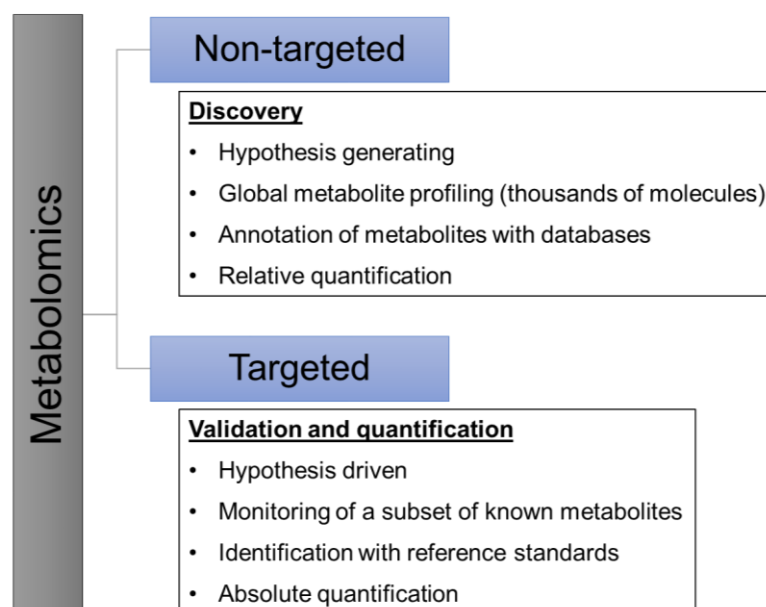 Metabolomics
Non-targeted
Discovery
• Hypothesis generating
• Global metabolite profiling (thousands of molecules)
• Annotation of metabolites with databases
• Relative quantification
Targeted
Validation and quantification
• Hypothesis driven
• Monitoring of a subset of known metabolites
• Identification with reference standards
• Absolute quantification